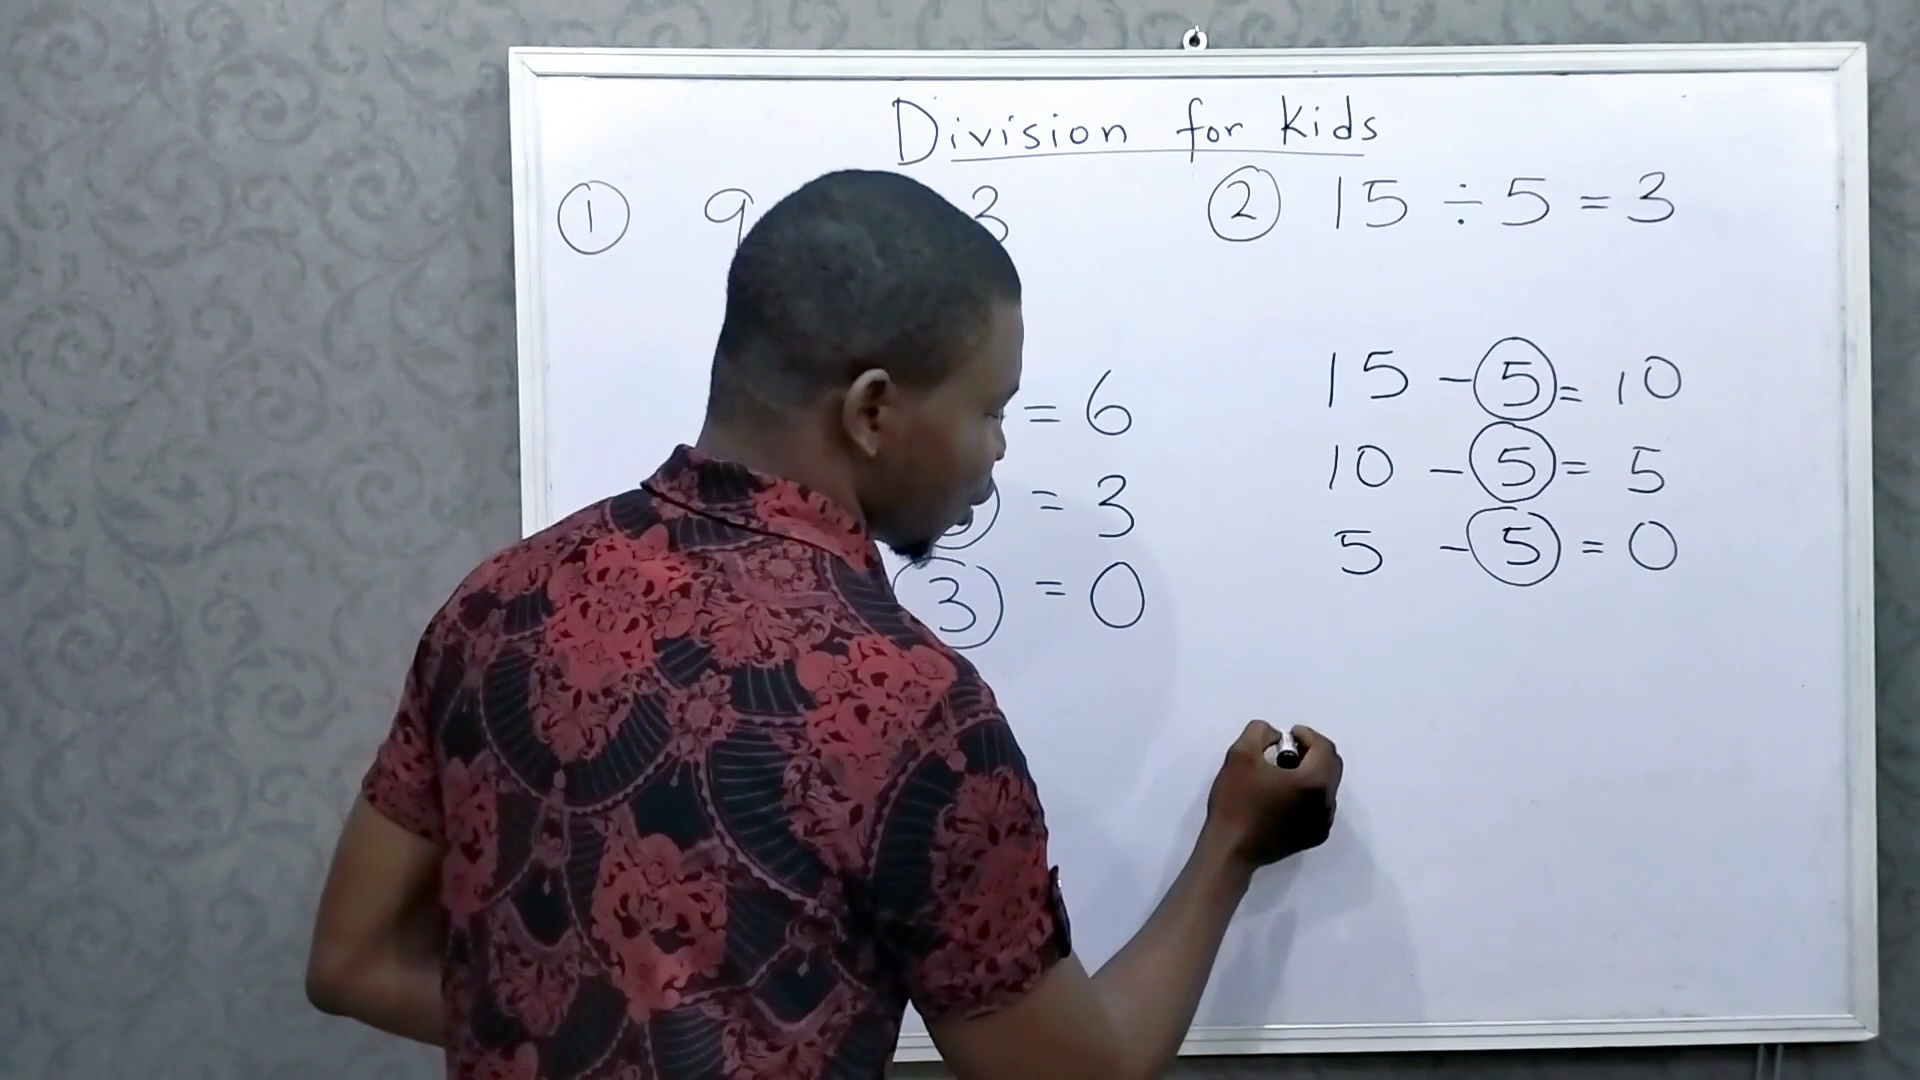 Division for Kids
① 9 3
② 15 ÷ 5 = 3
= 6
= 3
3 = 0
15 - 5 = 10
10 - 5 = 5
5 - 5 = 0